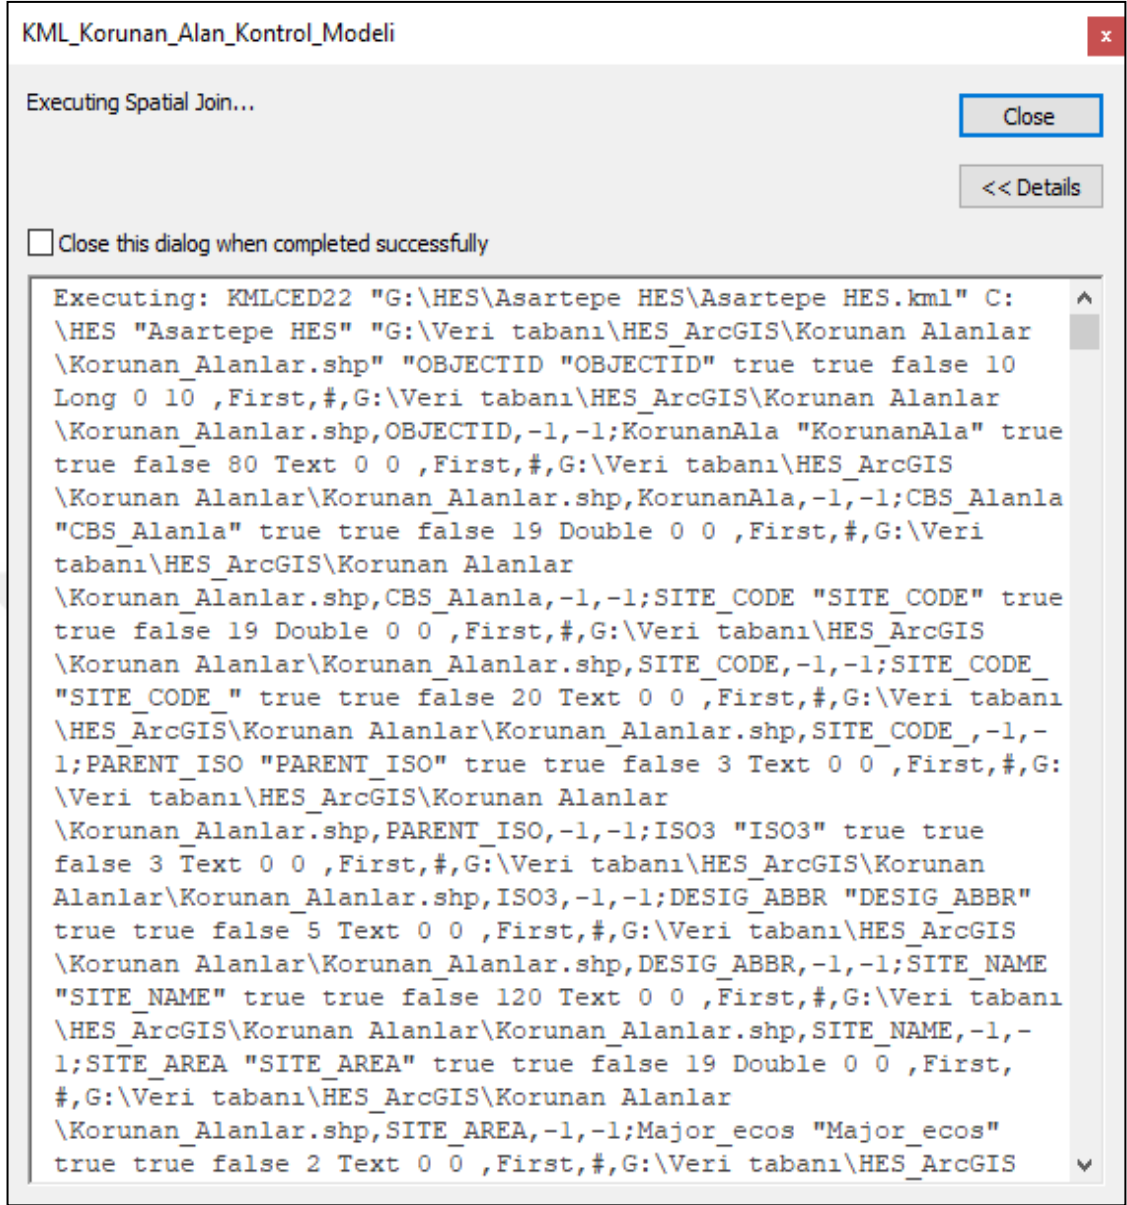 KML_Korunan_Alan_Kontrol_Modeli
x
Executing Spatial Join...
Close
<< Details
Close this dialog when completed successfully
Executing: KMLCED22 "G:\HES\Asartepe HES\Asartepe HES.kml" C:
\HES "Asartepe HES" "G:\Veri tabanı\HES_ArcGIS\Korunan Alanlar
\Korunan_Alanlar.shp" "OBJECTID "OBJECTID" true true false 10
Long 0 10 ,First,#,G:\Veri tabanı\HES_ArcGIS\Korunan Alanlar
\Korunan_Alanlar.shp,OBJECTID,-1,-1;KorunanAla "KorunanAla" true
true false 80 Text 0 0 ,First,#,G:\Veri tabanı\HES_ArcGIS
\Korunan Alanlar\Korunan_Alanlar.shp,KorunanAla,-1,-1;CBS_Alanla
"CBS_Alanla" true true false 19 Double 0 0 ,First,#,G:\Veri
tabanı\HES_ArcGIS\Korunan Alanlar
\Korunan_Alanlar.shp,CBS_Alanla,-1,-1;SITE_CODE "SITE_CODE" true
true false 19 Double 0 0 ,First,#,G:\Veri tabanı\HES_ArcGIS
\Korunan Alanlar\Korunan_Alanlar.shp,SITE_CODE,-1,-1;SITE_CODE_
"SITE_CODE_" true true false 20 Text 0 0 ,First,#,G:\Veri tabanı
\HES_ArcGIS\Korunan Alanlar\Korunan_Alanlar.shp,SITE_CODE_,-1,-
1;PARENT_ISO "PARENT_ISO" true true false 3 Text 0 0 ,First,#,G:
\Veri tabanı\HES_ArcGIS\Korunan Alanlar
\Korunan_Alanlar.shp,PARENT_ISO,-1,-1;ISO3 "ISO3" true true
false 3 Text 0 0 ,First,#,G:\Veri tabanı\HES_ArcGIS\Korunan
Alanlar\Korunan_Alanlar.shp,ISO3,-1,-1;DESIG_ABBR "DESIG_ABBR"
true true false 5 Text 0 0 ,First,#,G:\Veri tabanı\HES_ArcGIS
\Korunan Alanlar\Korunan_Alanlar.shp,DESIG_ABBR,-1,-1;SITE_NAME
"SITE_NAME" true true false 120 Text 0 0 ,First,#,G:\Veri tabanı
\HES_ArcGIS\Korunan Alanlar\Korunan_Alanlar.shp,SITE_NAME,-1,-
1;SITE_AREA "SITE_AREA" true true false 19 Double 0 0 ,First,
#,G:\Veri tabanı\HES_ArcGIS\Korunan Alanlar
\Korunan_Alanlar.shp,SITE_AREA,-1,-1;Major_ecos "Major_ecos"
true true false 2 Text 0 0 ,First,#,G:\Veri tabanı\HES_ArcGIS